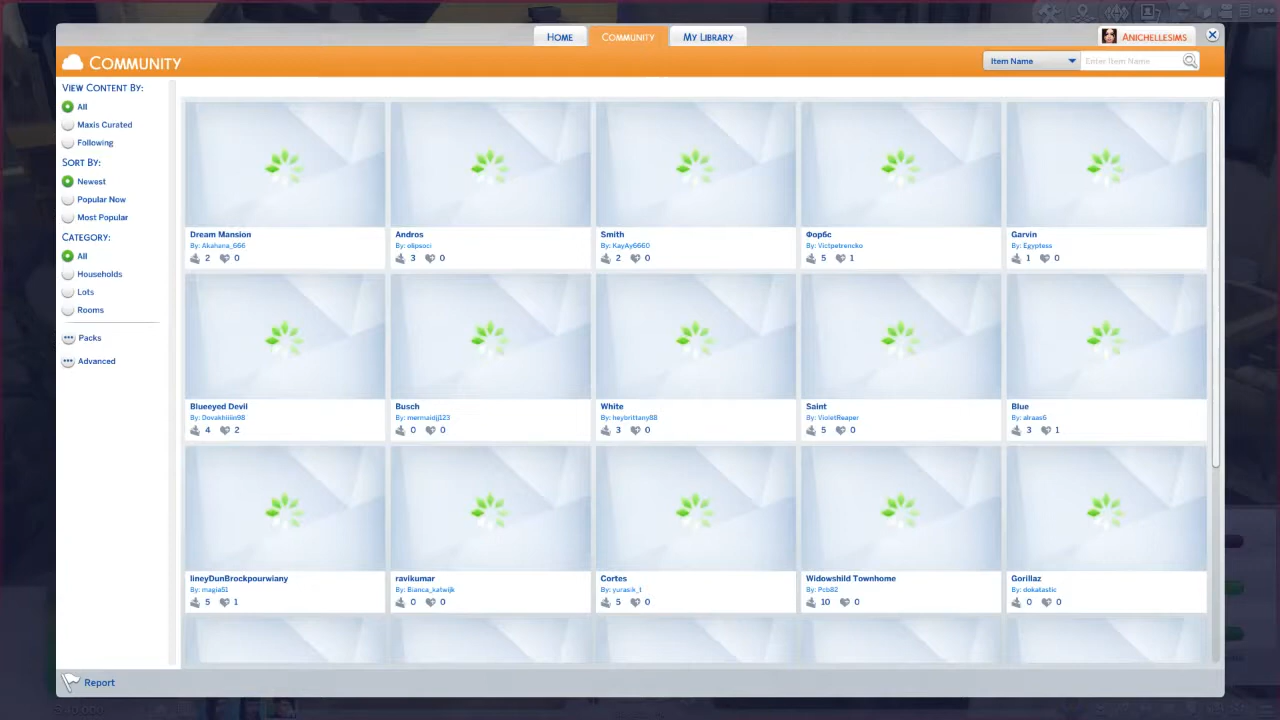 HOME COMMUNITY MY LIBRARY ANICHELLESIMS
COMMUNITY Item Name Enter Item Name
VIEW CONTENT BY:
All
Maxis Curated
Following
SORT BY:
Newest
Popular Now
Most Popular
CATEGORY:
All
Households
Lots
Rooms
Packs
Advanced
Dream Mansion
By: Akahana_666
2 0
Andros
By: olipsoci
3 0
Smith
By: KayAy6660
2 0
Форбс
By: Victpetrencko
5 1
Garvin
By: Egyptess
1 0
Blueeyed Devil
By: Dovakhiiin98
4 2
Busch
By: mermaidjj123
0 0
White
By: heybrittany88
3 0
Saint
By: VioletReaper
5 0
Blue
By: alraas6
3 1
lineyDunBrockpourwiany
By: magia51
5 1
ravikumar
By: Bianca_katwijk
0 0
Cortes
By: yurasik_t
5 0
Widowshild Townhome
By: Pcb82
10 0
Gorillaz
By: dokatastic
0 0
Report